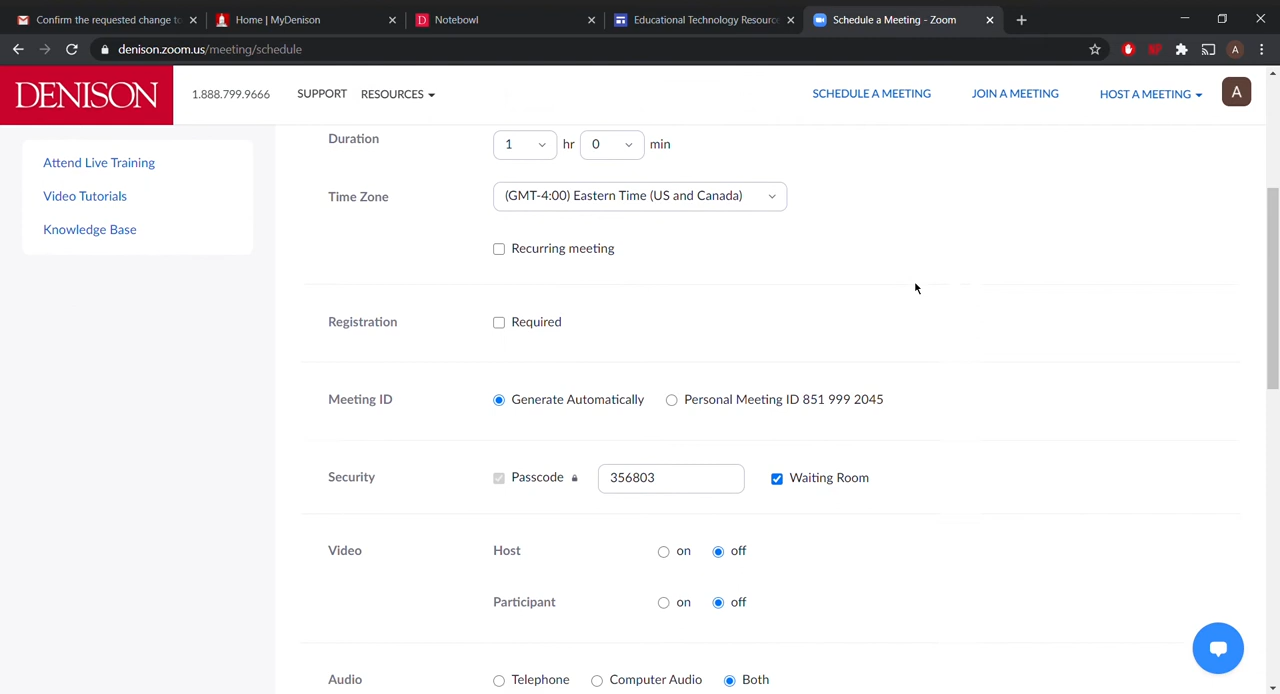 Confirm the requested change to
Home | MyDenison
Notebowl
Educational Technology Resourc
Schedule a Meeting - Zoom
denison.zoom.us/meeting/schedule
A
DENISON
1.888.799.9666
SUPPORT
RESOURCES
SCHEDULE A MEETING
JOIN A MEETING
HOST A MEETING
A
Attend Live Training
Video Tutorials
Knowledge Base
Duration
1 hr 0 min
Time Zone
(GMT-4:00) Eastern Time (US and Canada)
Recurring meeting
Registration
Required
Meeting ID
Generate Automatically
Personal Meeting ID 851 999 2045
Security
Passcode
356803
Waiting Room
Video
Host
on
off
Participant
on
off
Audio
Telephone
Computer Audio
Both